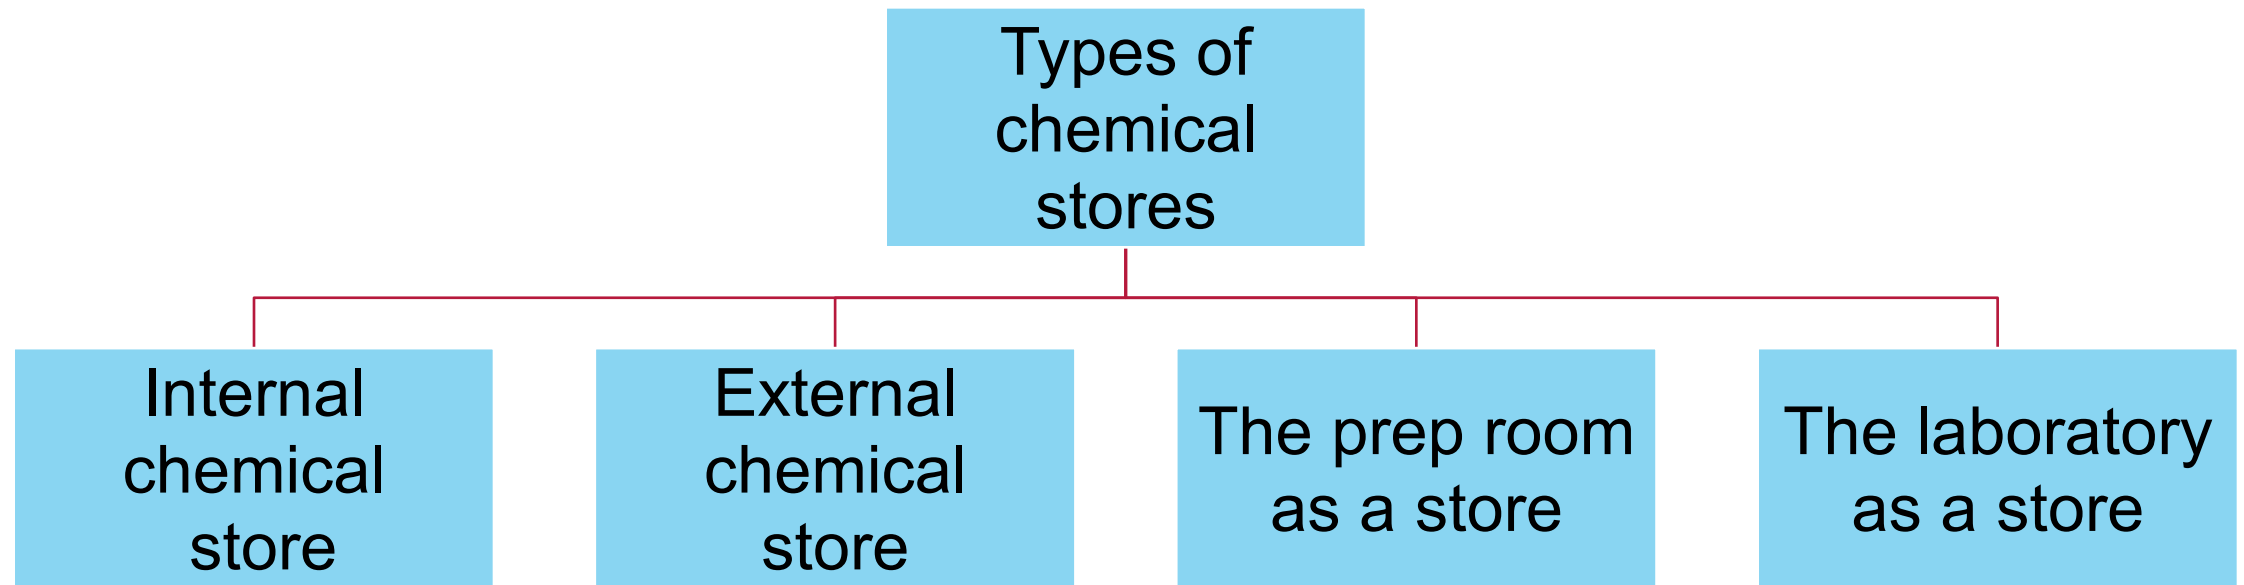 Types of
chemical
stores
Internal
chemical
store
External
chemical
store
The prep room
as a store
The laboratory
as a store